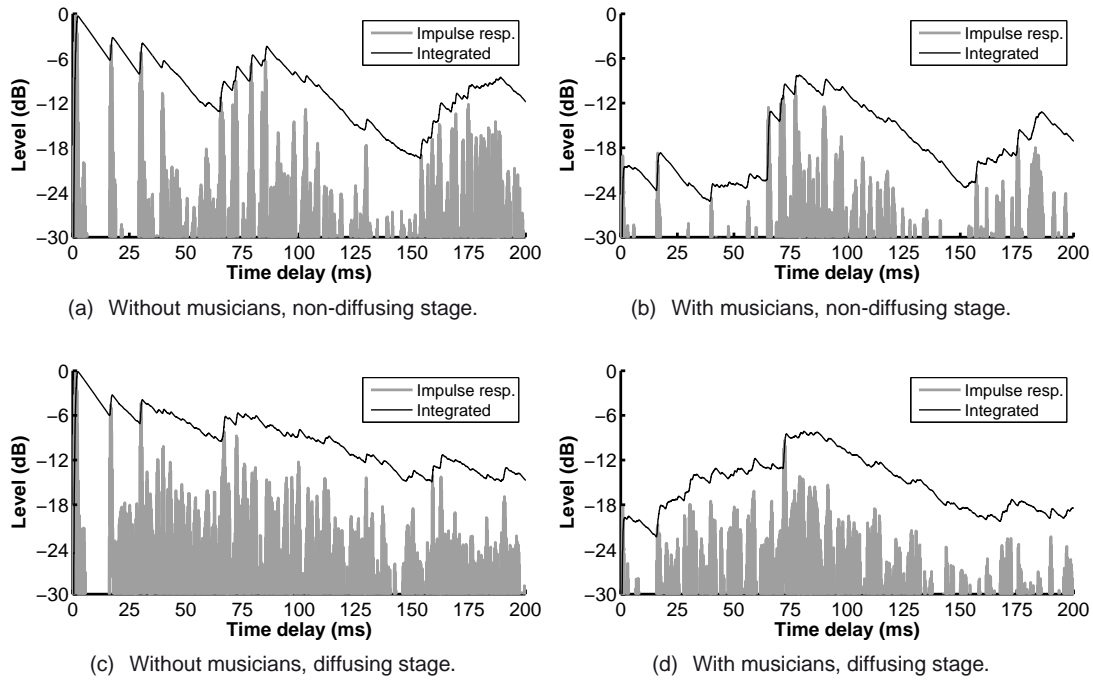 0
−6
−12
−18
−24
−30
Level (dB)
0 25 50 75 100 125 150 175 200
Time delay (ms)
Impulse resp.
Integrated
(a) Without musicians, non-diffusing stage.
0
−6
−12
−18
−24
−30
Level (dB)
0 25 50 75 100 125 150 175 200
Time delay (ms)
Impulse resp.
Integrated
(b) With musicians, non-diffusing stage.
0
−6
−12
−18
−24
−30
Level (dB)
0 25 50 75 100 125 150 175 200
Time delay (ms)
Impulse resp.
Integrated
(c) Without musicians, diffusing stage.
0
−6
−12
−18
−24
−30
Level (dB)
0 25 50 75 100 125 150 175 200
Time delay (ms)
Impulse resp.
Integrated
(d) With musicians, diffusing stage.